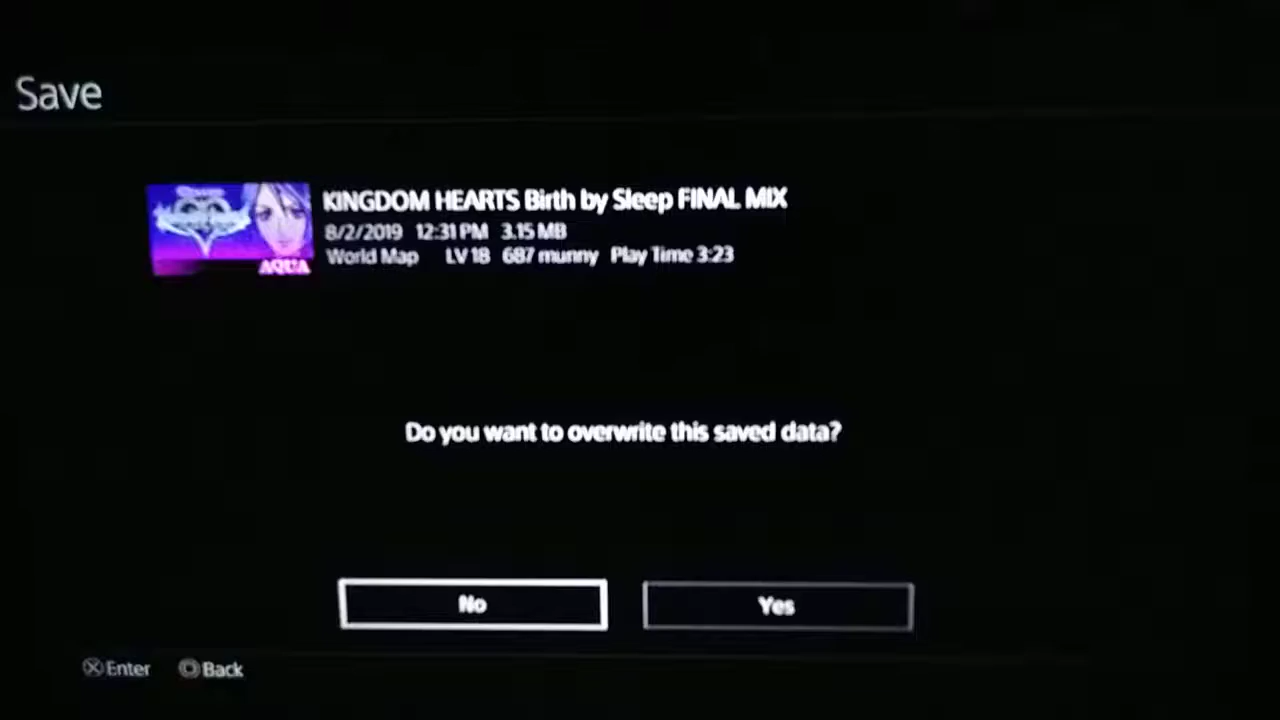 Save
KINGDOM HEARTS Birth by Sleep FINAL MIX
8/2/2019 12:31 PM 3.15 MB
AQUA
World Map LV 18 687 munny Play Time 3:23
Do you want to overwrite this saved data?
No Yes
Enter Back